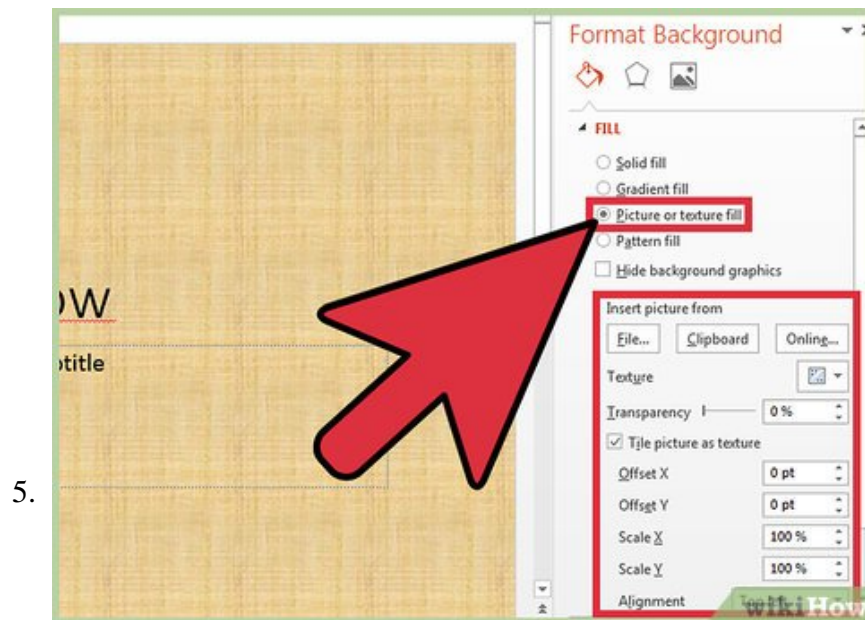 Format Background
FILL
Solid fill
Gradient fill
Picture or texture fill
Pattern fill
Hide background graphics
ow
otitle
Insert picture from
File... Clipboard Online...
Texture
Transparency 0 %
Tile picture as texture
Offset X 0 pt
Offset Y 0 pt
Scale X 100 %
Scale Y 100 %
Alignment
wikiHow
5.